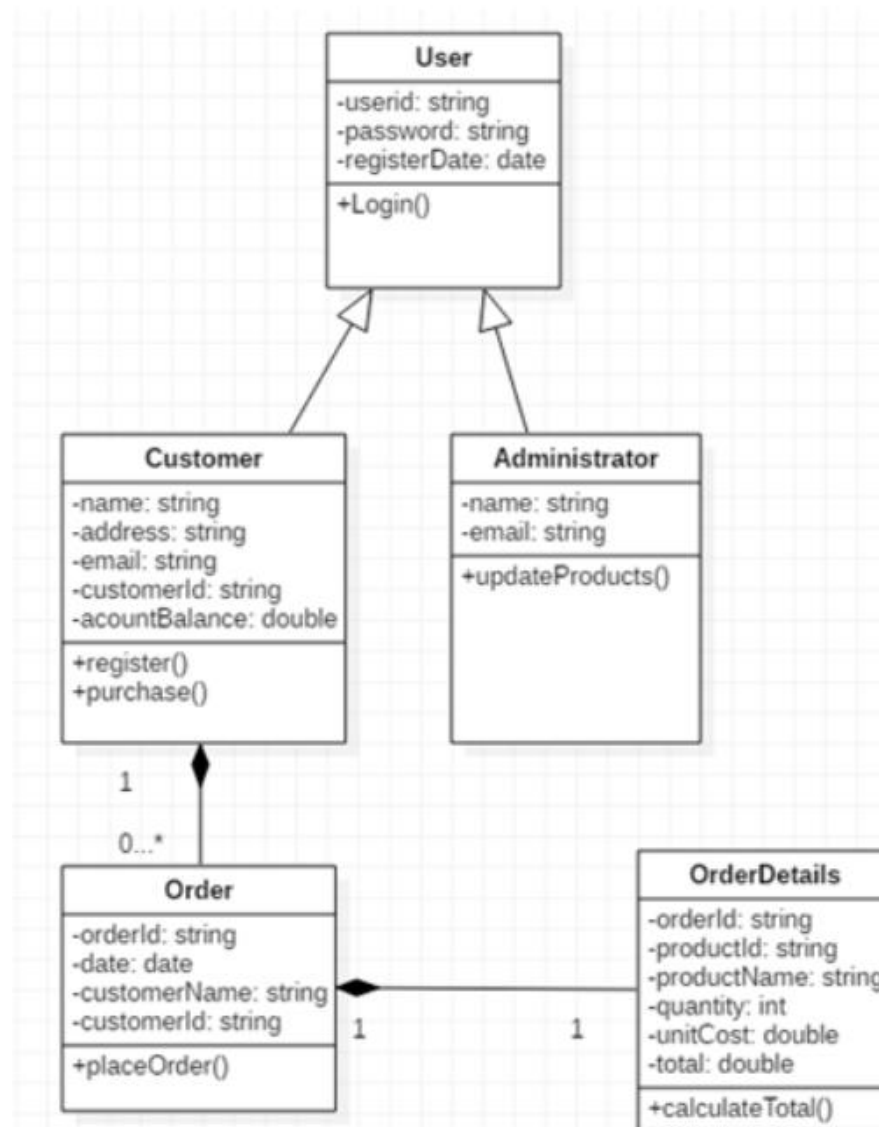 User
-userid: string
-password: string
-registerDate: date
+Login()
Customer
-name: string
-address: string
-email: string
-customerId: string
-acountBalance: double
+register()
+purchase()
Administrator
-name: string
-email: string
+updateProducts()
1
0...*
Order
-orderId: string
-date: date
-customerName: string
-customerId: string
+placeOrder()
1
1
OrderDetails
-orderId: string
-productId: string
-productName: string
-quantity: int
-unitCost: double
-total: double
+calculateTotal()